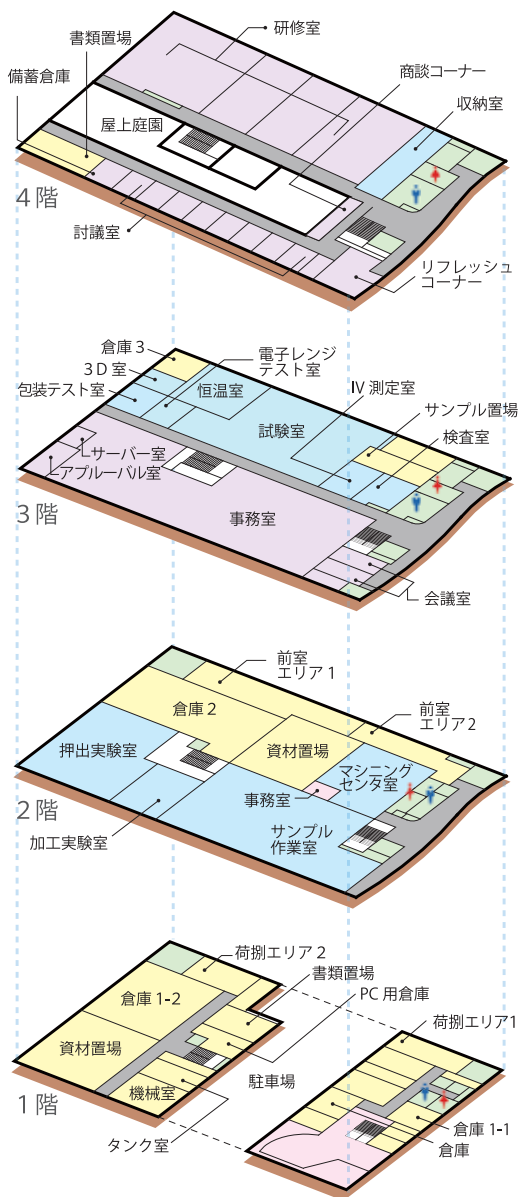 研修室
書類置場
商談コーナー
備蓄倉庫
収納室
屋上庭園
4階
討議室
リフレッシュ
コーナー
倉庫3
電子レンジ
テスト室
3D室
恒温室
包装テスト室
IV測定室
サンプル置場
試験室
検査室
サーバー室
アプルーバル室
3階
事務室
会議室
前室
エリア1
倉庫2
前室
エリア2
押出実験室
資材置場
マシニング
センタ室
事務室
2階
サンプル
作業室
加工実験室
荷捌エリア2
書類置場
倉庫1-2
PC用倉庫
荷捌エリア1
資材置場
駐車場
機械室
1階
倉庫1-1
タンク室
倉庫